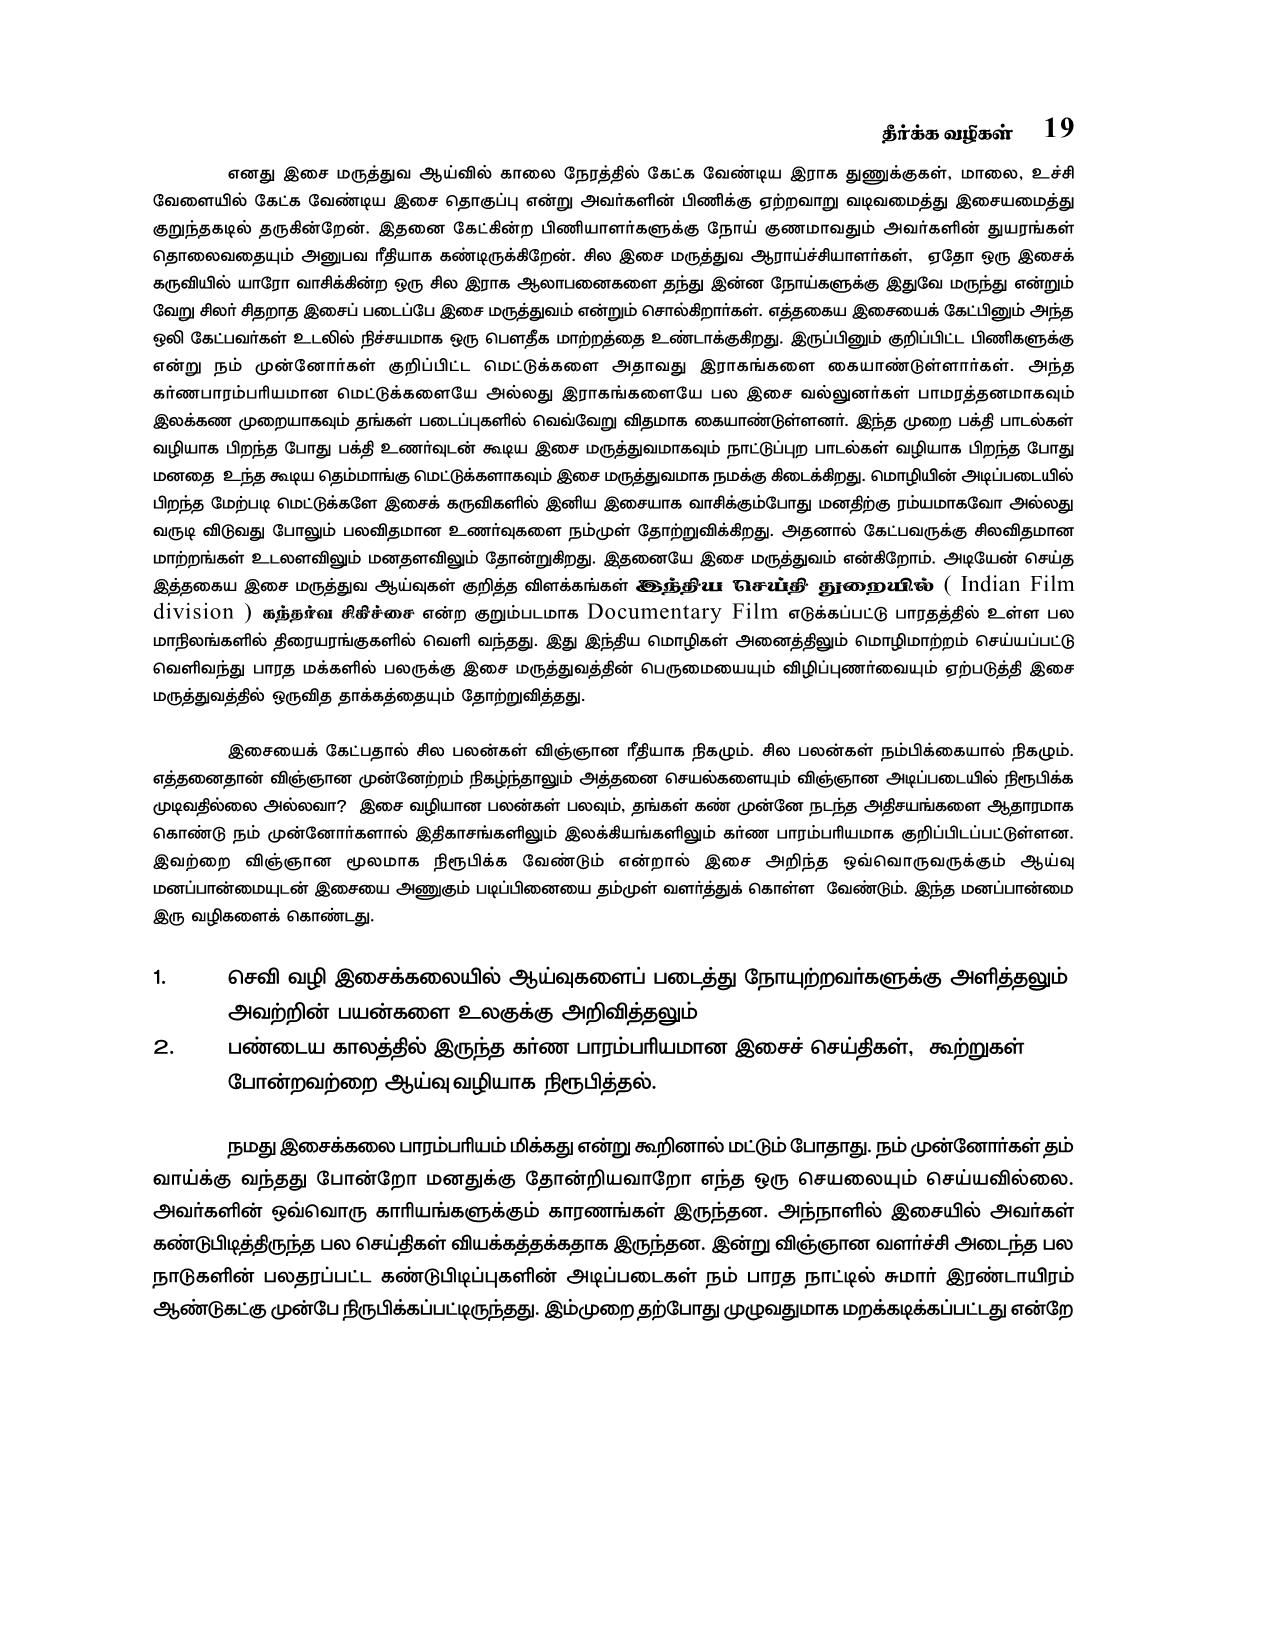 தீர்க்க வழிகள் 19
எனது இசை மருத்துவ ஆய்வில் காலை நேரத்தில் கேட்க வேண்டிய இராக துணுக்குகள், மாலை, உச்சி
வேளையில் கேட்க வேண்டிய இசை தொகுப்பு என்று அவர்களின் பிணிக்கு ஏற்றவாறு வடிவமைத்து இசையமைத்து
குறுந்தகடில் தருகின்றேன். இதனை கேட்கின்ற பிணியாளர்களுக்கு நோய் குணமாவதும் அவர்களின் துயரங்கள்
தொலைவதையும் அனுபவ ரீதியாக கண்டிருக்கிறேன். சில இசை மருத்துவ ஆராய்ச்சியாளர்கள், ஏதோ ஒரு இசைக்
கருவியில் யாரோ வாசிக்கின்ற ஒரு சில இராக ஆலாபனைகளை தந்து இன்ன நோய்களுக்கு இதுவே மருந்து என்றும்
வேறு சிலர் சிதறாத இசைப் படைப்பே இசை மருத்துவம் என்றும் சொல்கிறார்கள். எத்தகைய இசையைக் கேட்பினும் அந்த
ஒலி கேட்பவர்கள் உடலில் நிச்சயமாக ஒரு பௌதீக மாற்றத்தை உண்டாக்குகிறது. இருப்பினும் குறிப்பிட்ட பிணிகளுக்கு
என்று நம் முன்னோர்கள் குறிப்பிட்ட மெட்டுக்களை அதாவது இராகங்களை கையாண்டுள்ளார்கள். அந்த
கர்ணபாரம்பரியமான மெட்டுக்களையே அல்லது இராகங்களையே பல இசை வல்லுனர்கள் பாமரத்தனமாகவும்
இலக்கண முறையாகவும் தங்கள் படைப்புகளில் வெவ்வேறு விதமாக கையாண்டுள்ளனர். இந்த முறை பக்தி பாடல்கள்
வழியாக பிறந்த போது பக்தி உணர்வுடன் கூடிய இசை மருத்துவமாகவும் நாட்டுப்புற பாடல்கள் வழியாக பிறந்த போது
மனதை உந்த கூடிய தெம்மாங்கு மெட்டுக்களாகவும் இசை மருத்துவமாக நமக்கு கிடைக்கிறது. மொழியின் அடிப்படையில்
பிறந்த மேற்படி மெட்டுக்களே இசைக் கருவிகளில் இனிய இசையாக வாசிக்கும்போது மனதிற்கு ரம்யமாகவோ அல்லது
வருடி விடுவது போலும் பலவிதமான உணர்வுகளை நம்முள் தோற்றுவிக்கிறது. அதனால் கேட்பவருக்கு சிலவிதமான
மாற்றங்கள் உடலளவிலும் மனதளவிலும் தோன்றுகிறது. இதனையே இசை மருத்துவம் என்கிறோம். அடியேன் செய்த
இத்தகைய இசை மருத்துவ ஆய்வுகள் குறித்த விளக்கங்கள் இந்திய செய்தி துறையில் ( Indian Film
division ) கந்தர்வ சிகிச்சை என்ற குறும்படமாக Documentary Film எடுக்கப்பட்டு பாரதத்தில் உள்ள பல
மாநிலங்களில் திரையரங்குகளில் வெளி வந்தது. இது இந்திய மொழிகள் அனைத்திலும் மொழிமாற்றம் செய்யப்பட்டு
வெளிவந்து பாரத மக்களில் பலருக்கு இசை மருத்துவத்தின் பெருமையையும் விழிப்புணர்வையும் ஏற்படுத்தி இசை
மருத்துவத்தில் ஒருவித தாக்கத்தையும் தோற்றுவித்தது.
இசையைக் கேட்பதால் சில பலன்கள் விஞ்ஞான ரீதியாக நிகழும். சில பலன்கள் நம்பிக்கையால் நிகழும்.
எத்தனைதான் விஞ்ஞான முன்னேற்றம் நிகழ்ந்தாலும் அத்தனை செயல்களையும் விஞ்ஞான அடிப்படையில் நிரூபிக்க
முடிவதில்லை அல்லவா? இசை வழியான பலன்கள் பலவும், தங்கள் கண் முன்னே நடந்த அதிசயங்களை ஆதாரமாக
கொண்டு நம் முன்னோர்களால் இதிகாசங்களிலும் இலக்கியங்களிலும் கர்ண பாரம்பரியமாக குறிப்பிடப்பட்டுள்ளன.
இவற்றை விஞ்ஞான மூலமாக நிரூபிக்க வேண்டும் என்றால் இசை அறிந்த ஒவ்வொருவருக்கும் ஆய்வு
மனப்பான்மையுடன் இசையை அணுகும் படிப்பினையை தம்முள் வளர்த்துக் கொள்ள வேண்டும். இந்த மனப்பான்மை
இரு வழிகளைக் கொண்டது.
1. செவி வழி இசைக்கலையில் ஆய்வுகளைப் படைத்து நோயுற்றவர்களுக்கு அளித்தலும்
அவற்றின் பயன்களை உலகுக்கு அறிவித்தலும்
2. பண்டைய காலத்தில் இருந்த கர்ண பாரம்பரியமான இசைச் செய்திகள், கூற்றுகள்
போன்றவற்றை ஆய்வு வழியாக நிரூபித்தல்.
நமது இசைக்கலை பாரம்பரியம் மிக்கது என்று கூறினால் மட்டும் போதாது. நம் முன்னோர்கள் தம்
வாய்க்கு வந்தது போன்றோ மனதுக்கு தோன்றியவாறோ எந்த ஒரு செயலையும் செய்யவில்லை.
அவர்களின் ஒவ்வொரு காரியங்களுக்கும் காரணங்கள் இருந்தன. அந்நாளில் இசையில் அவர்கள்
கண்டுபிடித்திருந்த பல செய்திகள் வியக்கத்தக்கதாக இருந்தன. இன்று விஞ்ஞான வளர்ச்சி அடைந்த பல
நாடுகளின் பலதரப்பட்ட கண்டுபிடிப்புகளின் அடிப்படைகள் நம் பாரத நாட்டில் சுமார் இரண்டாயிரம்
ஆண்டுகட்கு முன்பே நிருபிக்கப்பட்டிருந்தது. இம்முறை தற்போது முழுவதுமாக மறக்கடிக்கப்பட்டது என்றே